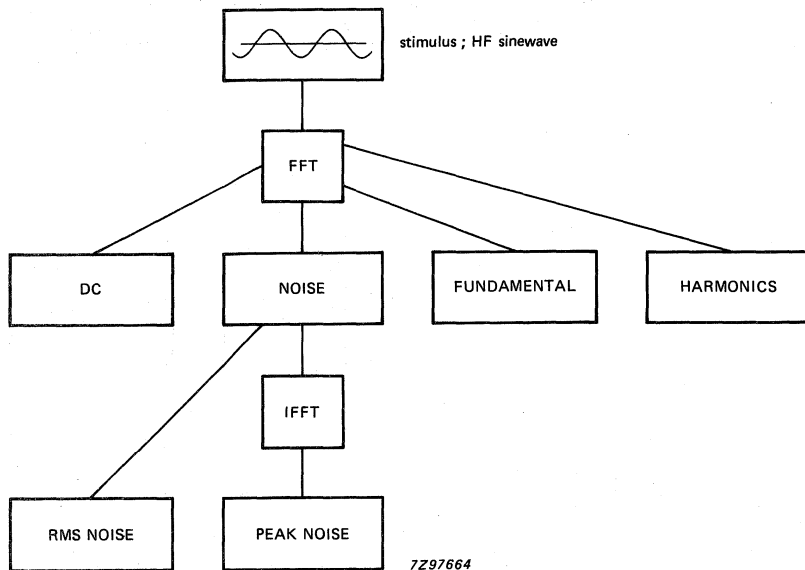 stimulus ; HF sinewave
FFT
DC
NOISE
FUNDAMENTAL
HARMONICS
IFFT
RMS NOISE
PEAK NOISE
7Z97664